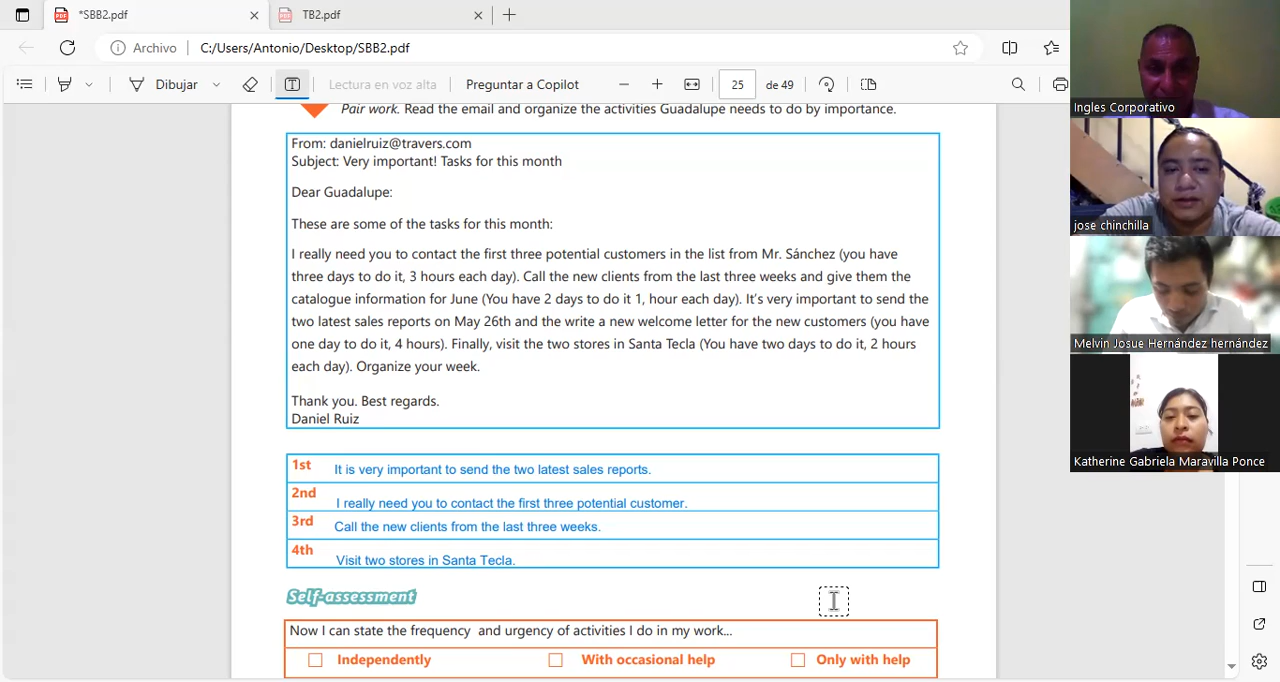 *SBB2.pdf
TB2.pdf
Archivo
C:/Users/Antonio/Desktop/SBB2.pdf
Dibujar
Lectura en voz alta
Preguntar a Copilot
25
de 49
Pair work. Read the email and organize the activities Guadalupe needs to do by importance.
From: danielruiz@travers.com
Subject: Very important! Tasks for this month
Dear Guadalupe:
These are some of the tasks for this month:
I really need you to contact the first three potential customers in the list from Mr. Sánchez (you have
three days to do it, 3 hours each day). Call the new clients from the last three weeks and give them the
catalogue information for June (You have 2 days to do it 1, hour each day). It's very important to send the
two latest sales reports on May 26th and the write a new welcome letter for the new customers (you have
one day to do it, 4 hours). Finally, visit the two stores in Santa Tecla (You have two days to do it, 2 hours
each day). Organize your week.
Thank you. Best regards.
Daniel Ruiz
1st It is very important to send the two latest sales reports.
2nd I really need you to contact the first three potential customer.
3rd Call the new clients from the last three weeks.
4th Visit two stores in Santa Tecla.
Self-assessment
Now I can state the frequency and urgency of activities I do in my work...
Independently
With occasional help
Only with help
Ingles Corporativo
jose chinchilla
Melvin Josue Hernández hernández
Katherine Gabriela Maravilla Ponce